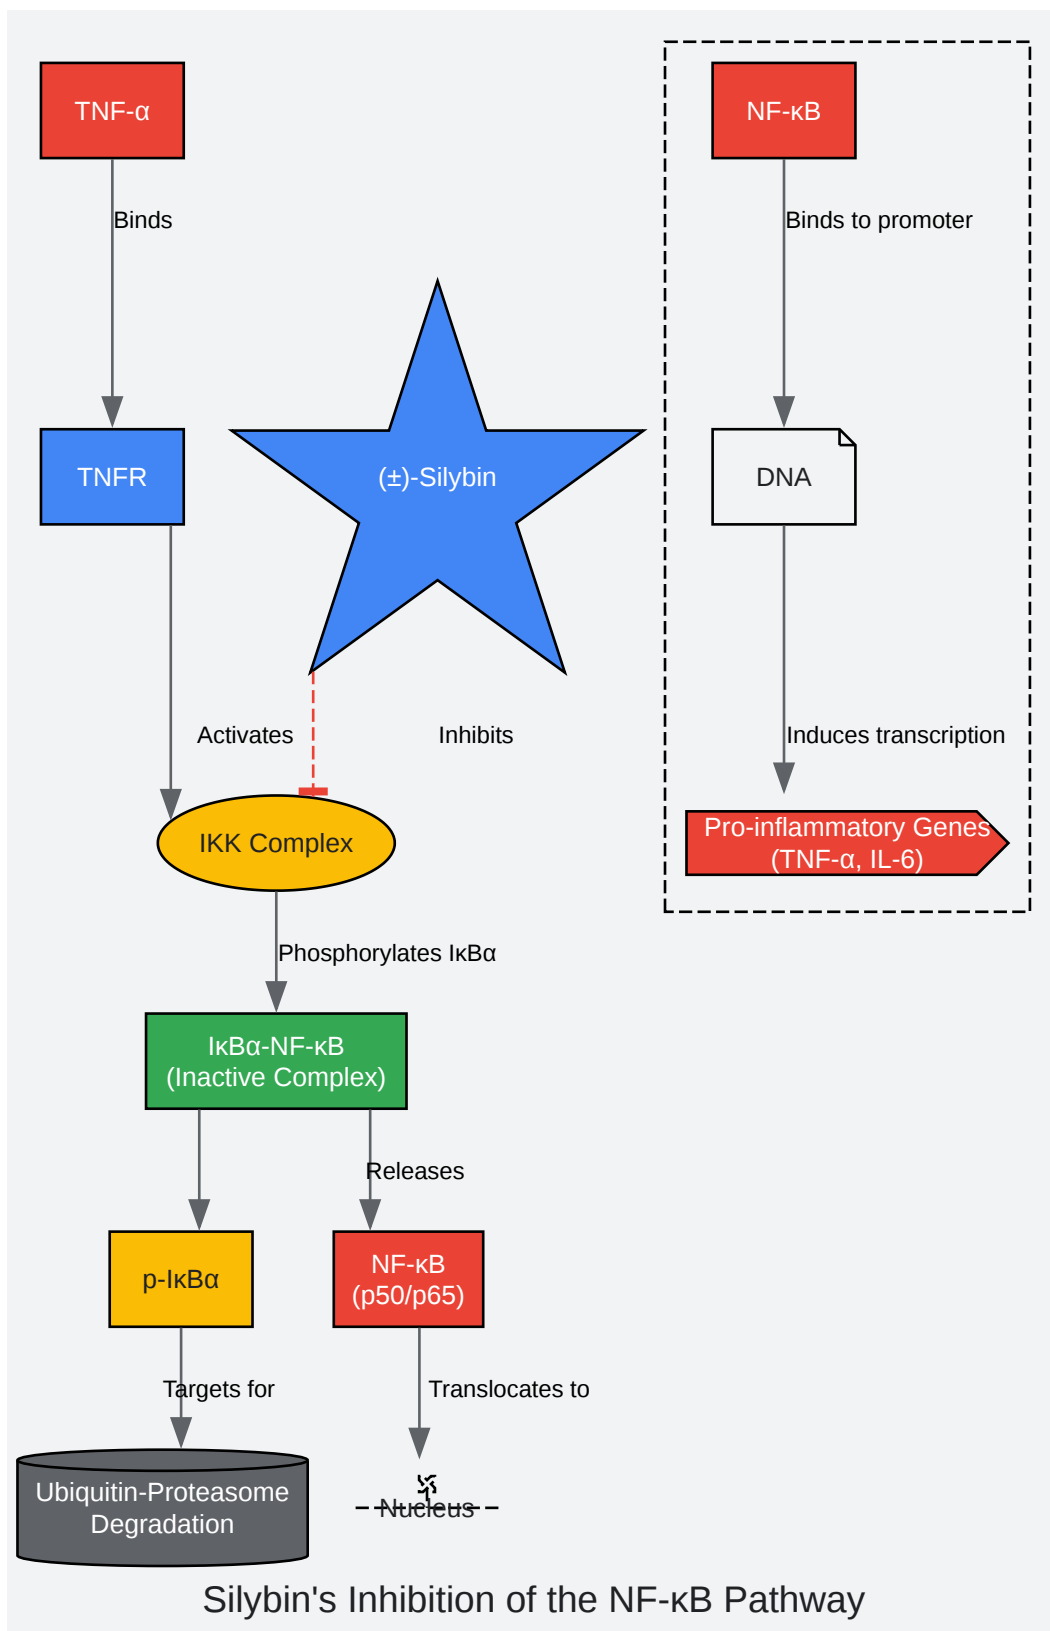 TNF-α
Binds
TNFR
(±)-Silybin
Activates
Inhibits
IKK Complex
Phosphorylates IκBα
IκBα-NF-κB
(Inactive Complex)
Releases
p-IκBα
NF-κB
(p50/p65)
Targets for
Translocates to
Ubiquitin-Proteasome
Degradation
Nucleus
NF-κB
Binds to promoter
DNA
Induces transcription
Pro-inflammatory Genes
(TNF-α, IL-6)
Silybin's Inhibition of the NF-κB Pathway